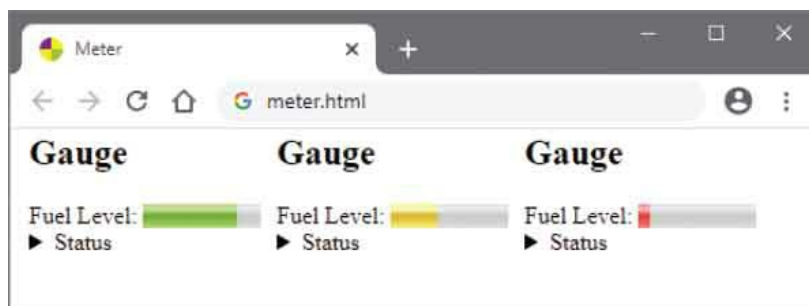 Meter
meter.html
Gauge Gauge Gauge
Fuel Level: Fuel Level: Fuel Level:
Status Status Status